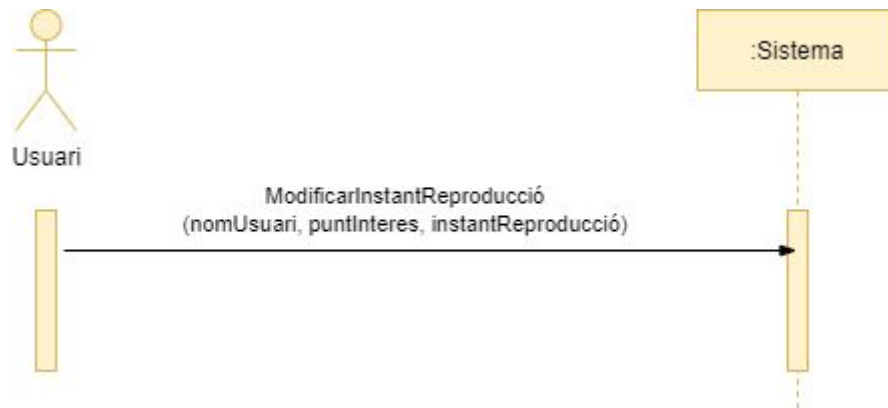 :Sistema
Usuari
ModificarInstantReproducció
(nomUsuari, puntInteres, instantReproducció)